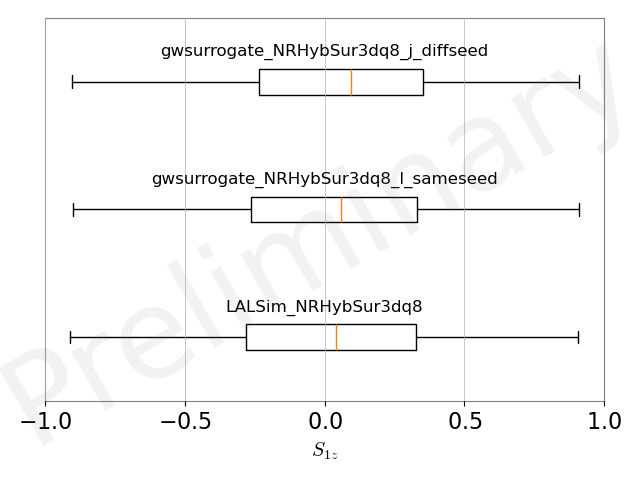 gwsurrogate_NRHybSur3dq8_j_diffseed
gwsurrogate_NRHybSur3dq8_l_sameseed
LALSim_NRHybSur3dq8
Preliminary
−1.0 −0.5 0.0 0.5 1.0
S1z